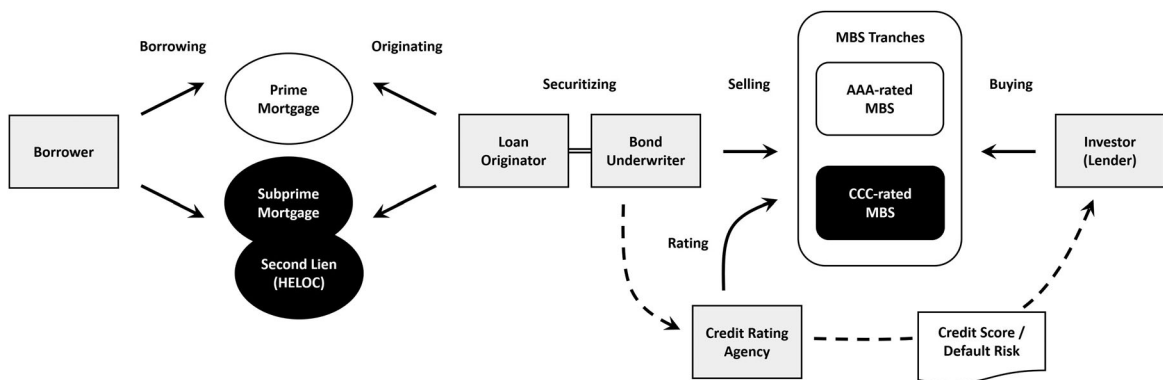 Borrowing
Originating
Prime
Mortgage
Borrower
Subprime
Mortgage
Second Lien
(HELOC)
Securitizing
Loan
Originator
Bond
Underwriter
Selling
MBS Tranches
AAA-rated
MBS
CCC-rated
MBS
Buying
Investor
(Lender)
Rating
Credit Rating
Agency
Credit Score /
Default Risk